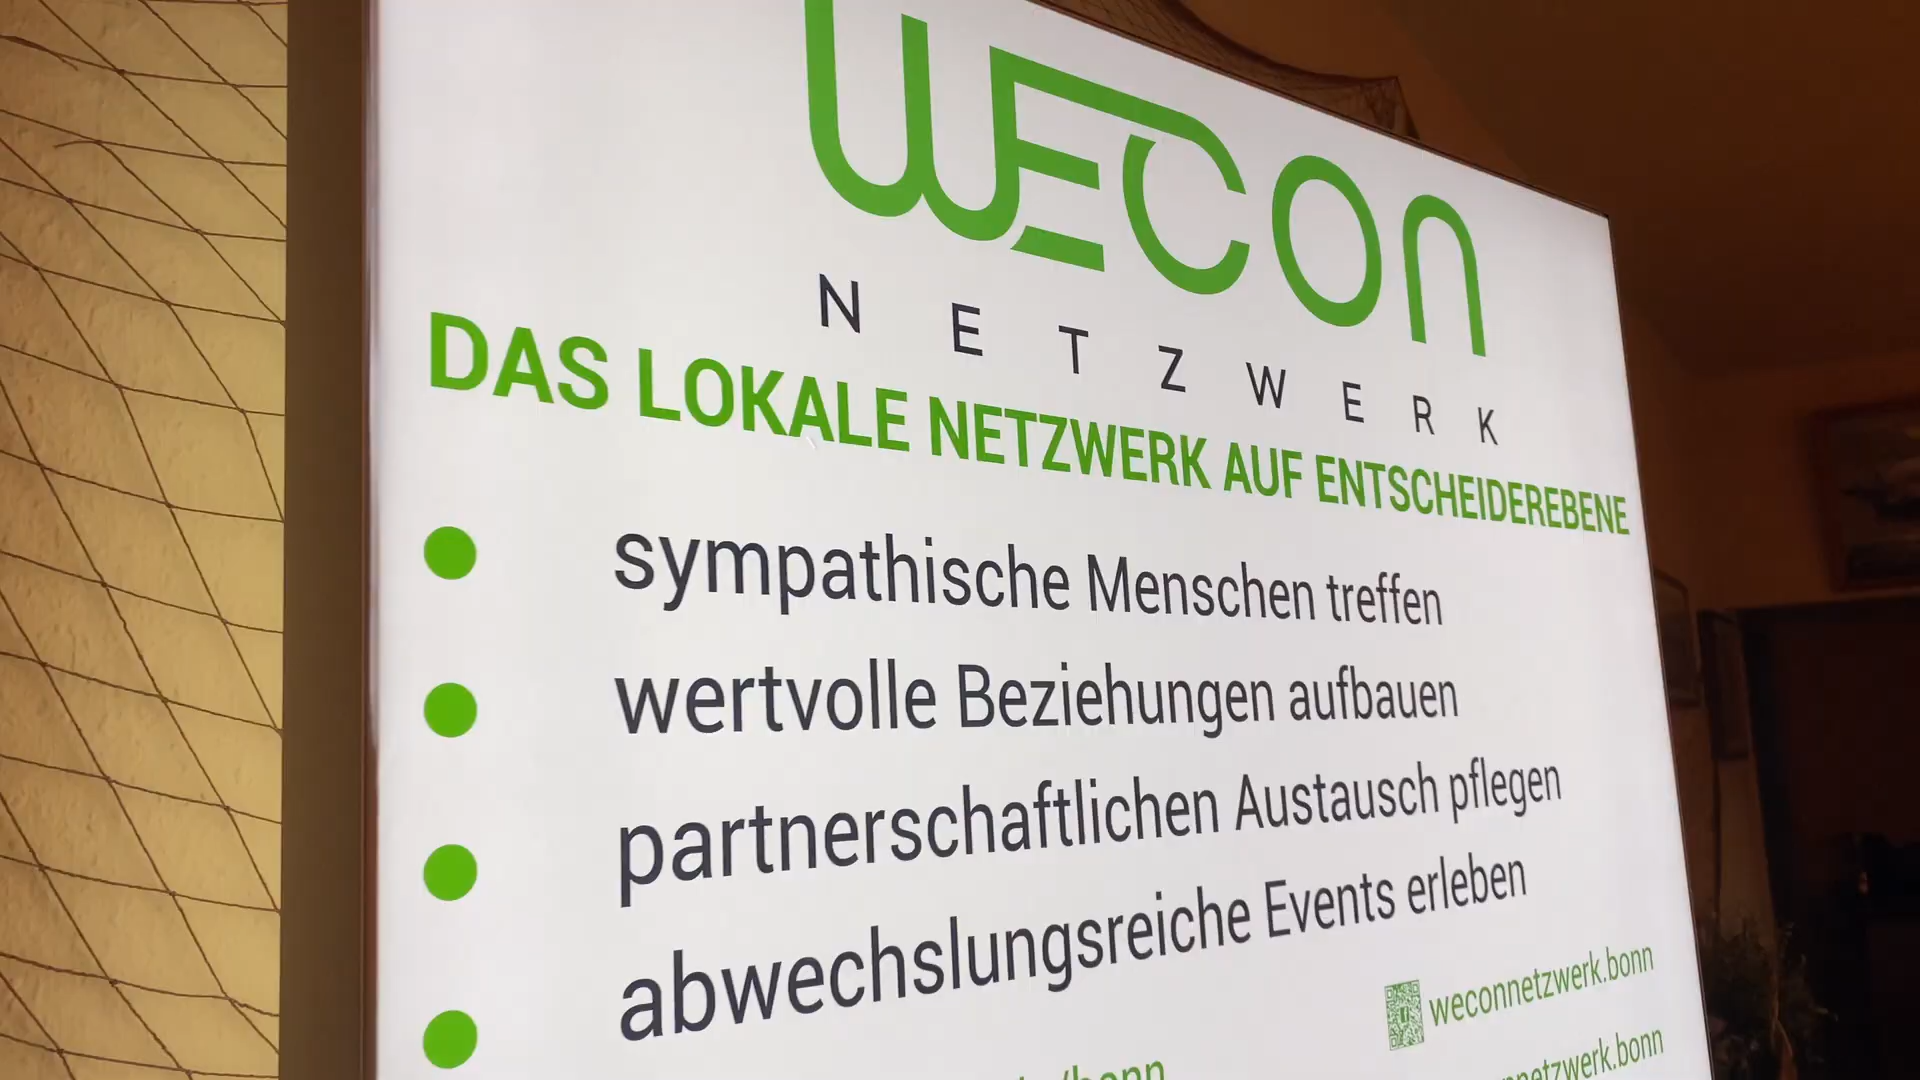 WECON
NETZWERK
DAS LOKALE NETZWERK AUF ENTSCHEIDEREBENE
sympathische Menschen treffen
wertvolle Beziehungen aufbauen
partnerschaftlichen Austausch pflegen
abwechslungsreiche Events erleben
weconnetzwerk.bonn